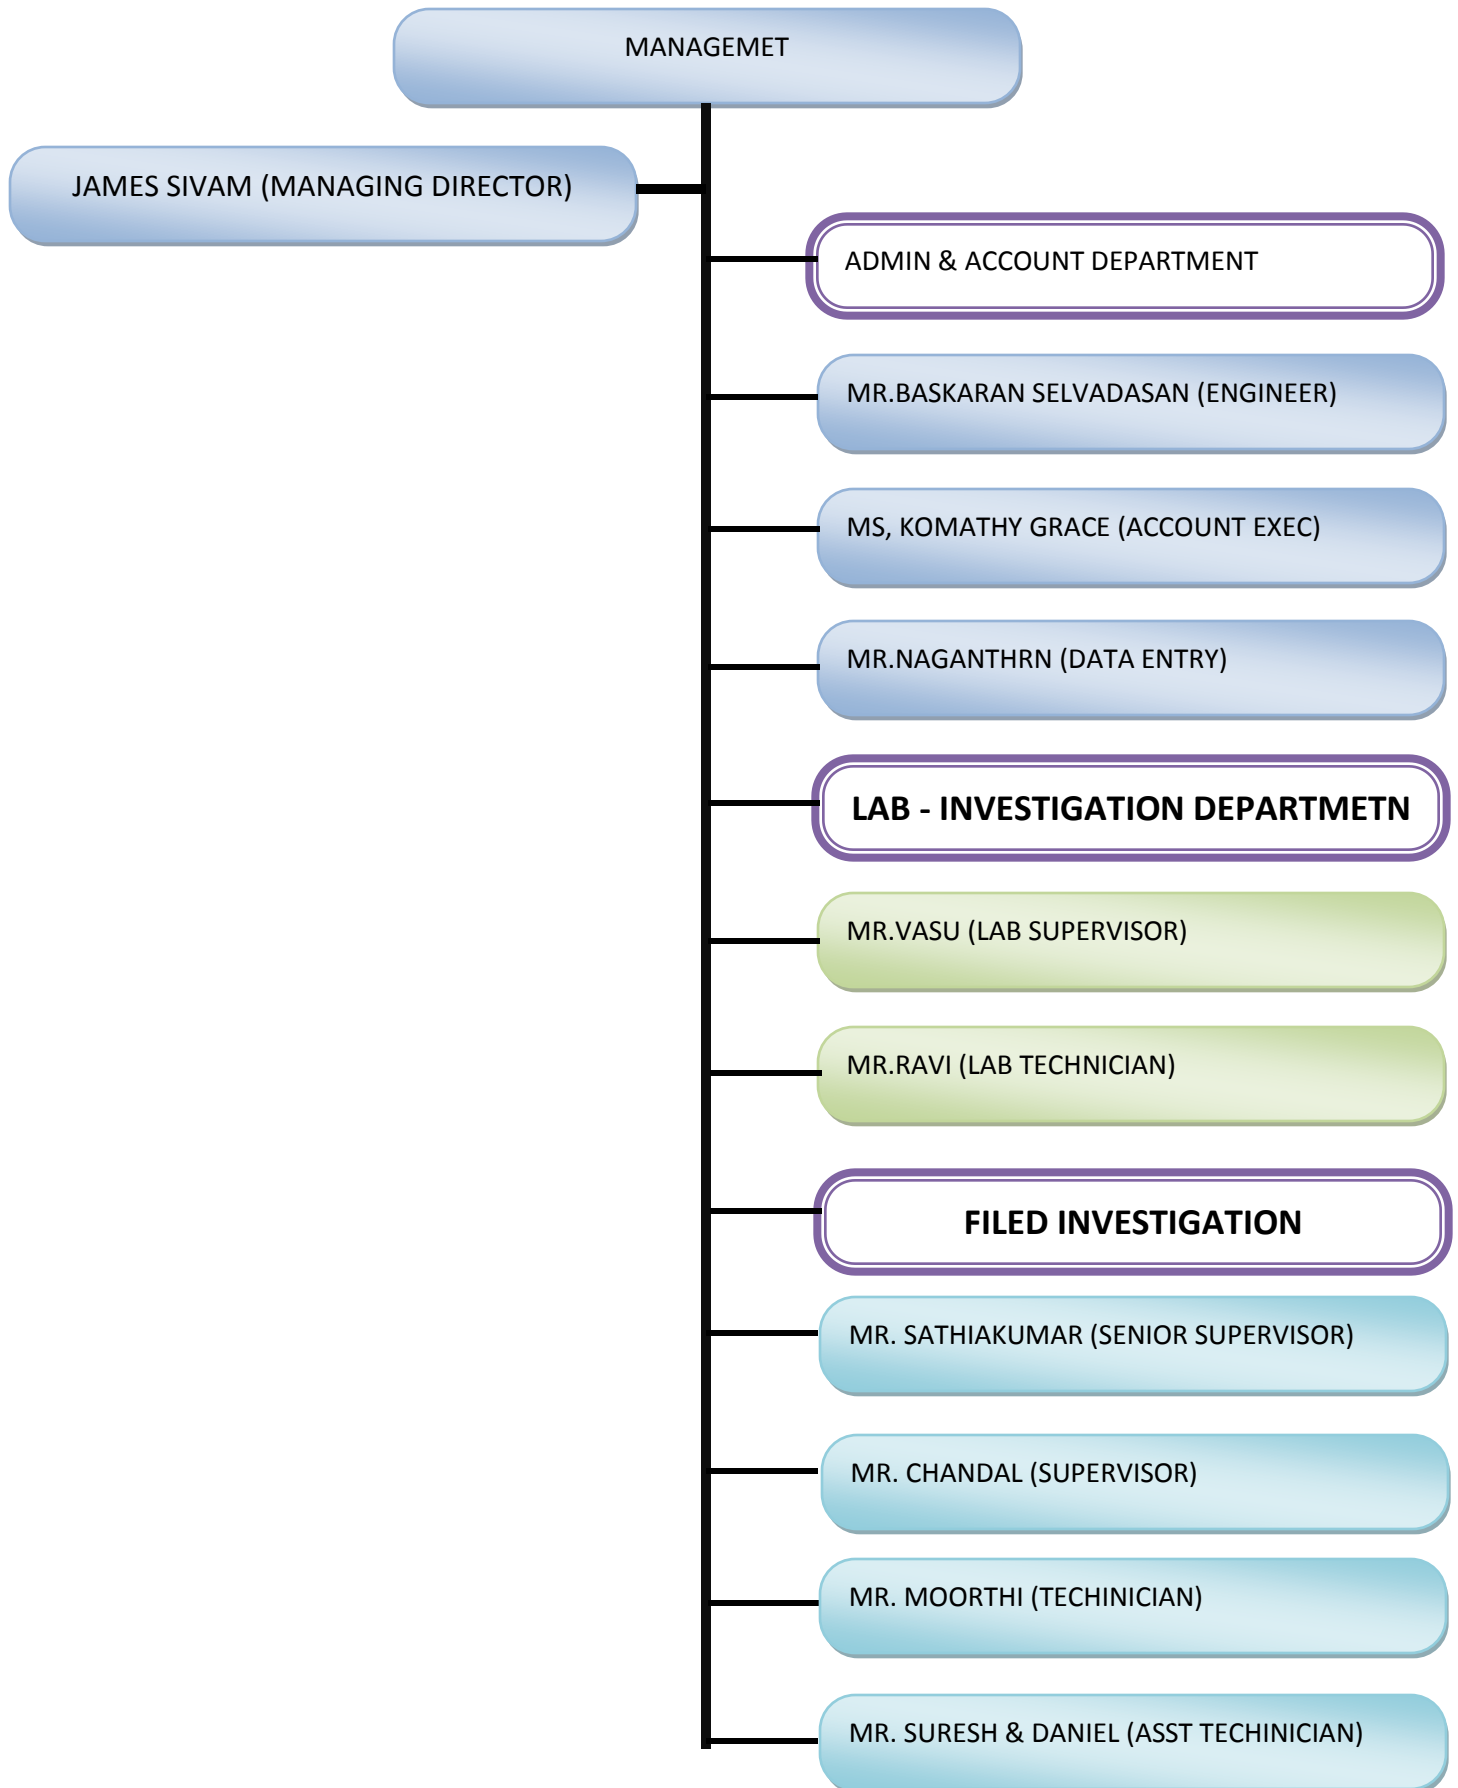 MANAGEMET
JAMES SIVAM (MANAGING DIRECTOR)
ADMIN & ACCOUNT DEPARTMENT
MR.BASKARAN SELVADASAN (ENGINEER)
MS, KOMATHY GRACE (ACCOUNT EXEC)
MR.NAGANTHRN (DATA ENTRY)
LAB - INVESTIGATION DEPARTMETN
MR.VASU (LAB SUPERVISOR)
MR.RAVI (LAB TECHNICIAN)
FILED INVESTIGATION
MR. SATHIAKUMAR (SENIOR SUPERVISOR)
MR. CHANDAL (SUPERVISOR)
MR. MOORTHI (TECHINICIAN)
MR. SURESH & DANIEL (ASST TECHINICIAN)